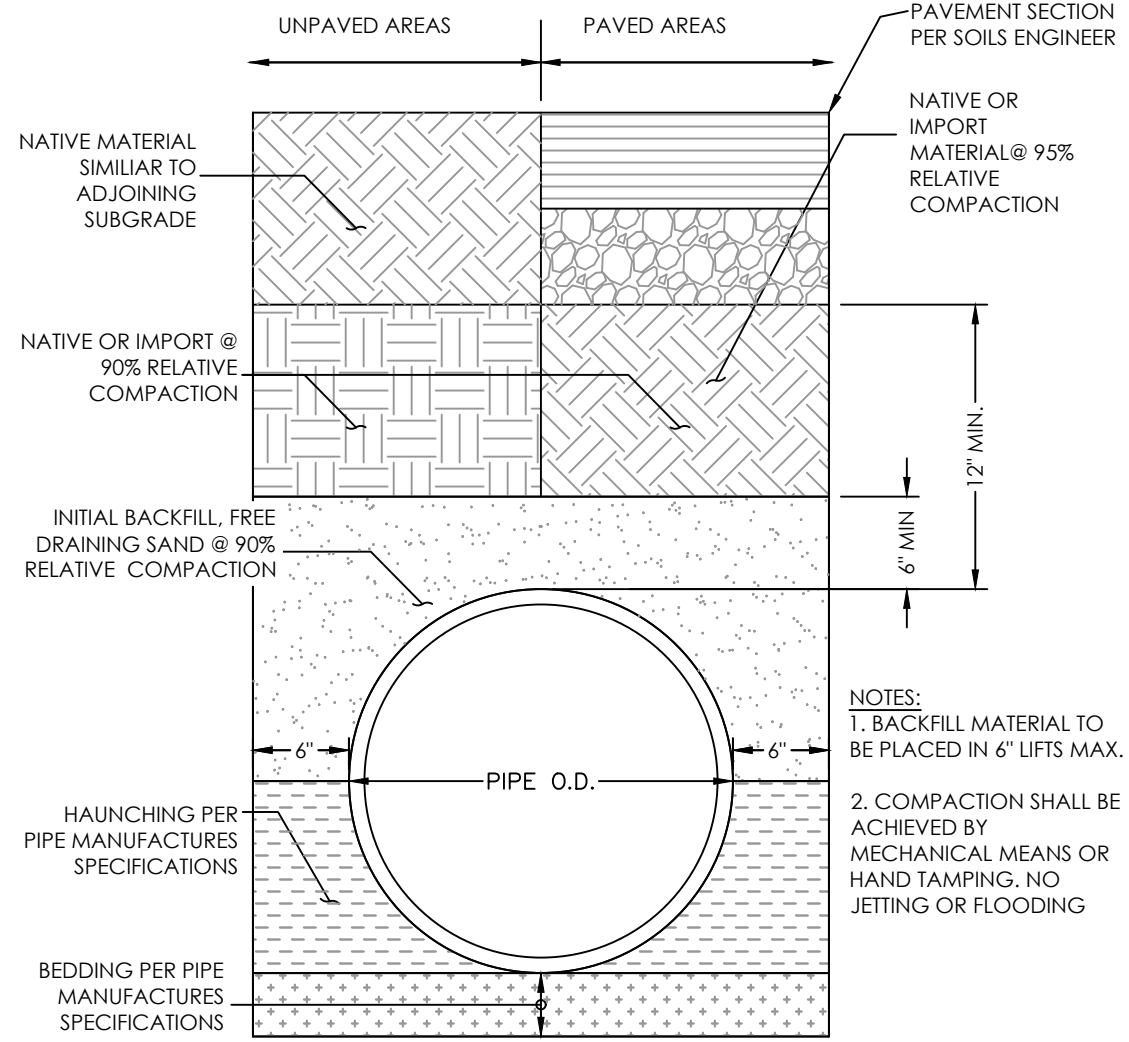 UNPAVED AREAS
PAVED AREAS
PAVEMENT SECTION
PER SOILS ENGINEER
NATIVE OR
IMPORT
MATERIAL@ 95%
RELATIVE
COMPACTION
NATIVE MATERIAL
SIMILIAR TO
ADJOINING
SUBGRADE
NATIVE OR IMPORT @
90% RELATIVE
COMPACTION
12" MIN.
6" MIN
INITIAL BACKFILL, FREE
DRAINING SAND @ 90%
RELATIVE COMPACTION
6"
6"
PIPE O.D.
NOTES:
1. BACKFILL MATERIAL TO
BE PLACED IN 6" LIFTS MAX.
2. COMPACTION SHALL BE
ACHIEVED BY
MECHANICAL MEANS OR
HAND TAMPING. NO
JETTING OR FLOODING
HAUNCHING PER
PIPE MANUFACTURES
SPECIFICATIONS
BEDDING PER PIPE
MANUFACTURES
SPECIFICATIONS